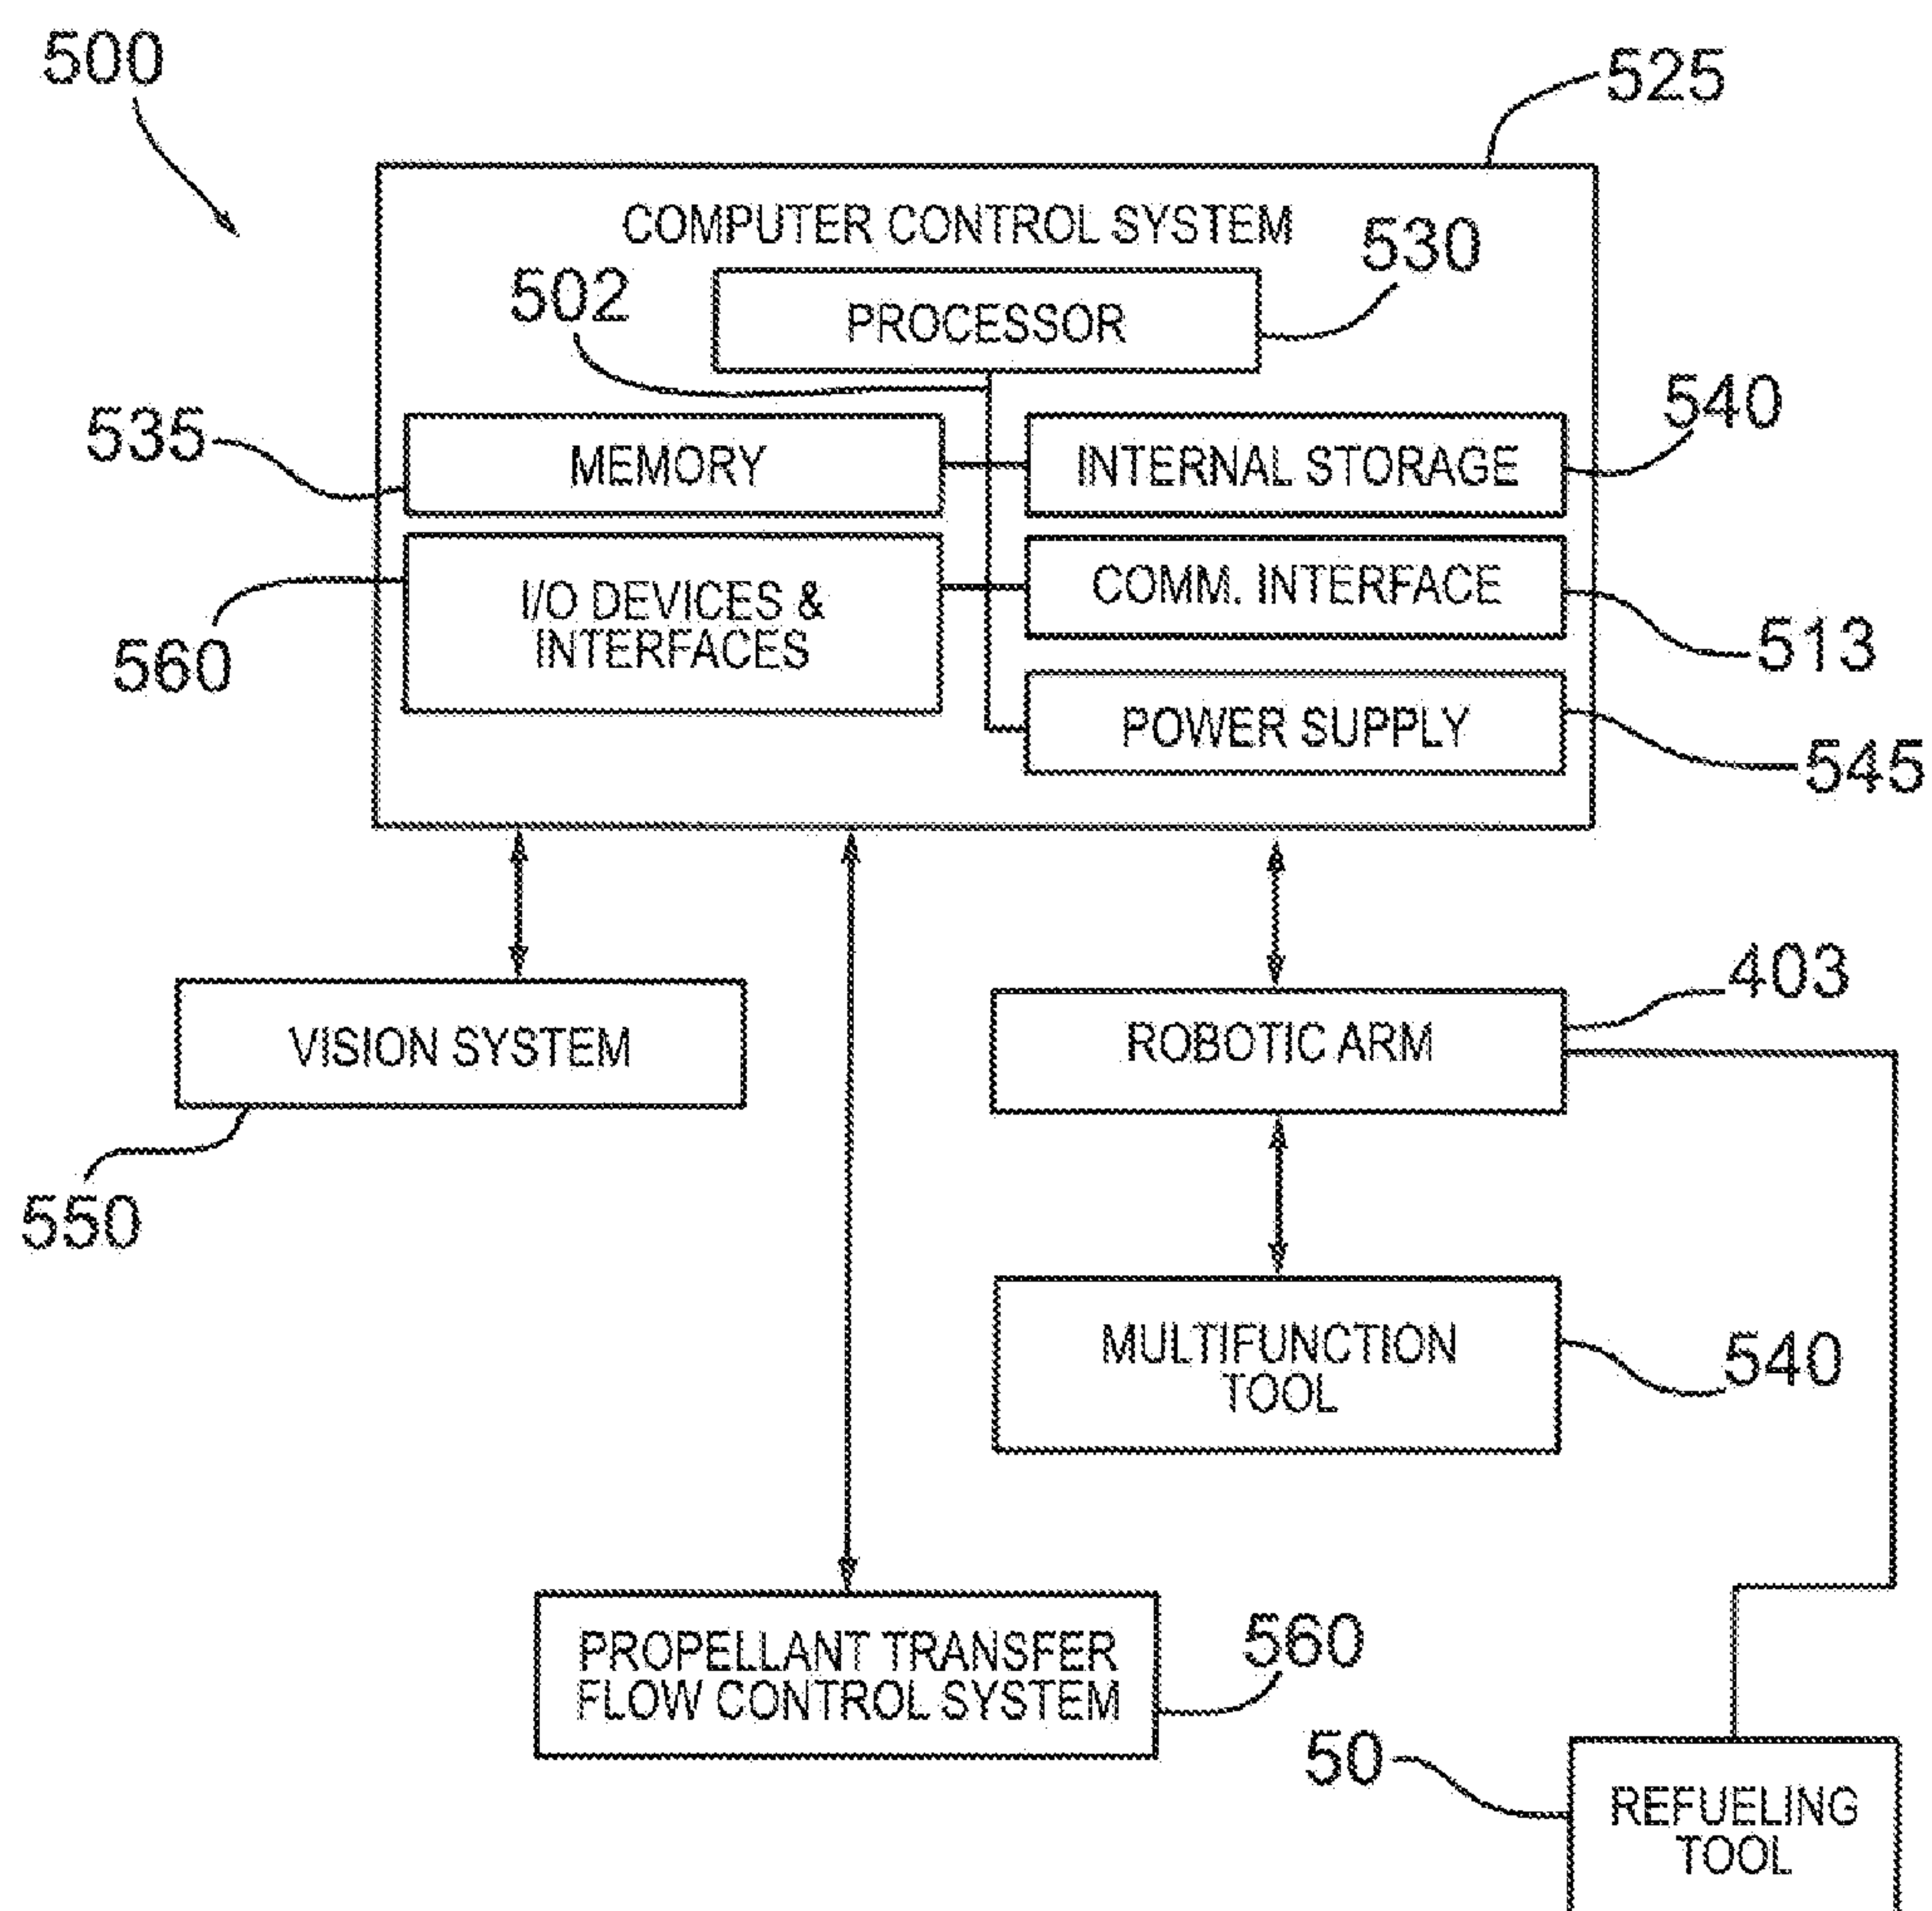 500
525
COMPUTER CONTROL SYSTEM
530
502
PROCESSOR
540
535
MEMORY
INTERNAL STORAGE
I/O DEVICES &
INTERFACES
COMM. INTERFACE
560
513
POWER SUPPLY
545
403
VISION SYSTEM
ROBOTIC ARM
550
MULTIFUNCTION
TOOL
540
PROPELLANT TRANSFER
FLOW CONTROL SYSTEM
560
50
REFUELING
TOOL